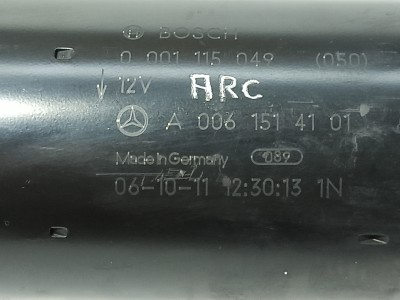 BOSCH
0 001 115 049 (050)
12V ARC
A 006 151 41 01
Made in Germany 089
06-10-11 12:30:13 1N